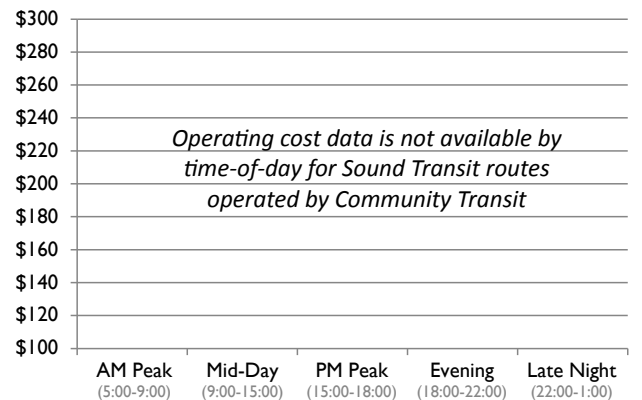 $300
$280
$260
$240
$220
$200
$180
$160
$140
$120
$100
Operating cost data is not available by
time-of-day for Sound Transit routes
operated by Community Transit
AM Peak Mid-Day PM Peak Evening Late Night
(5:00-9:00) (9:00-15:00) (15:00-18:00) (18:00-22:00) (22:00-1:00)